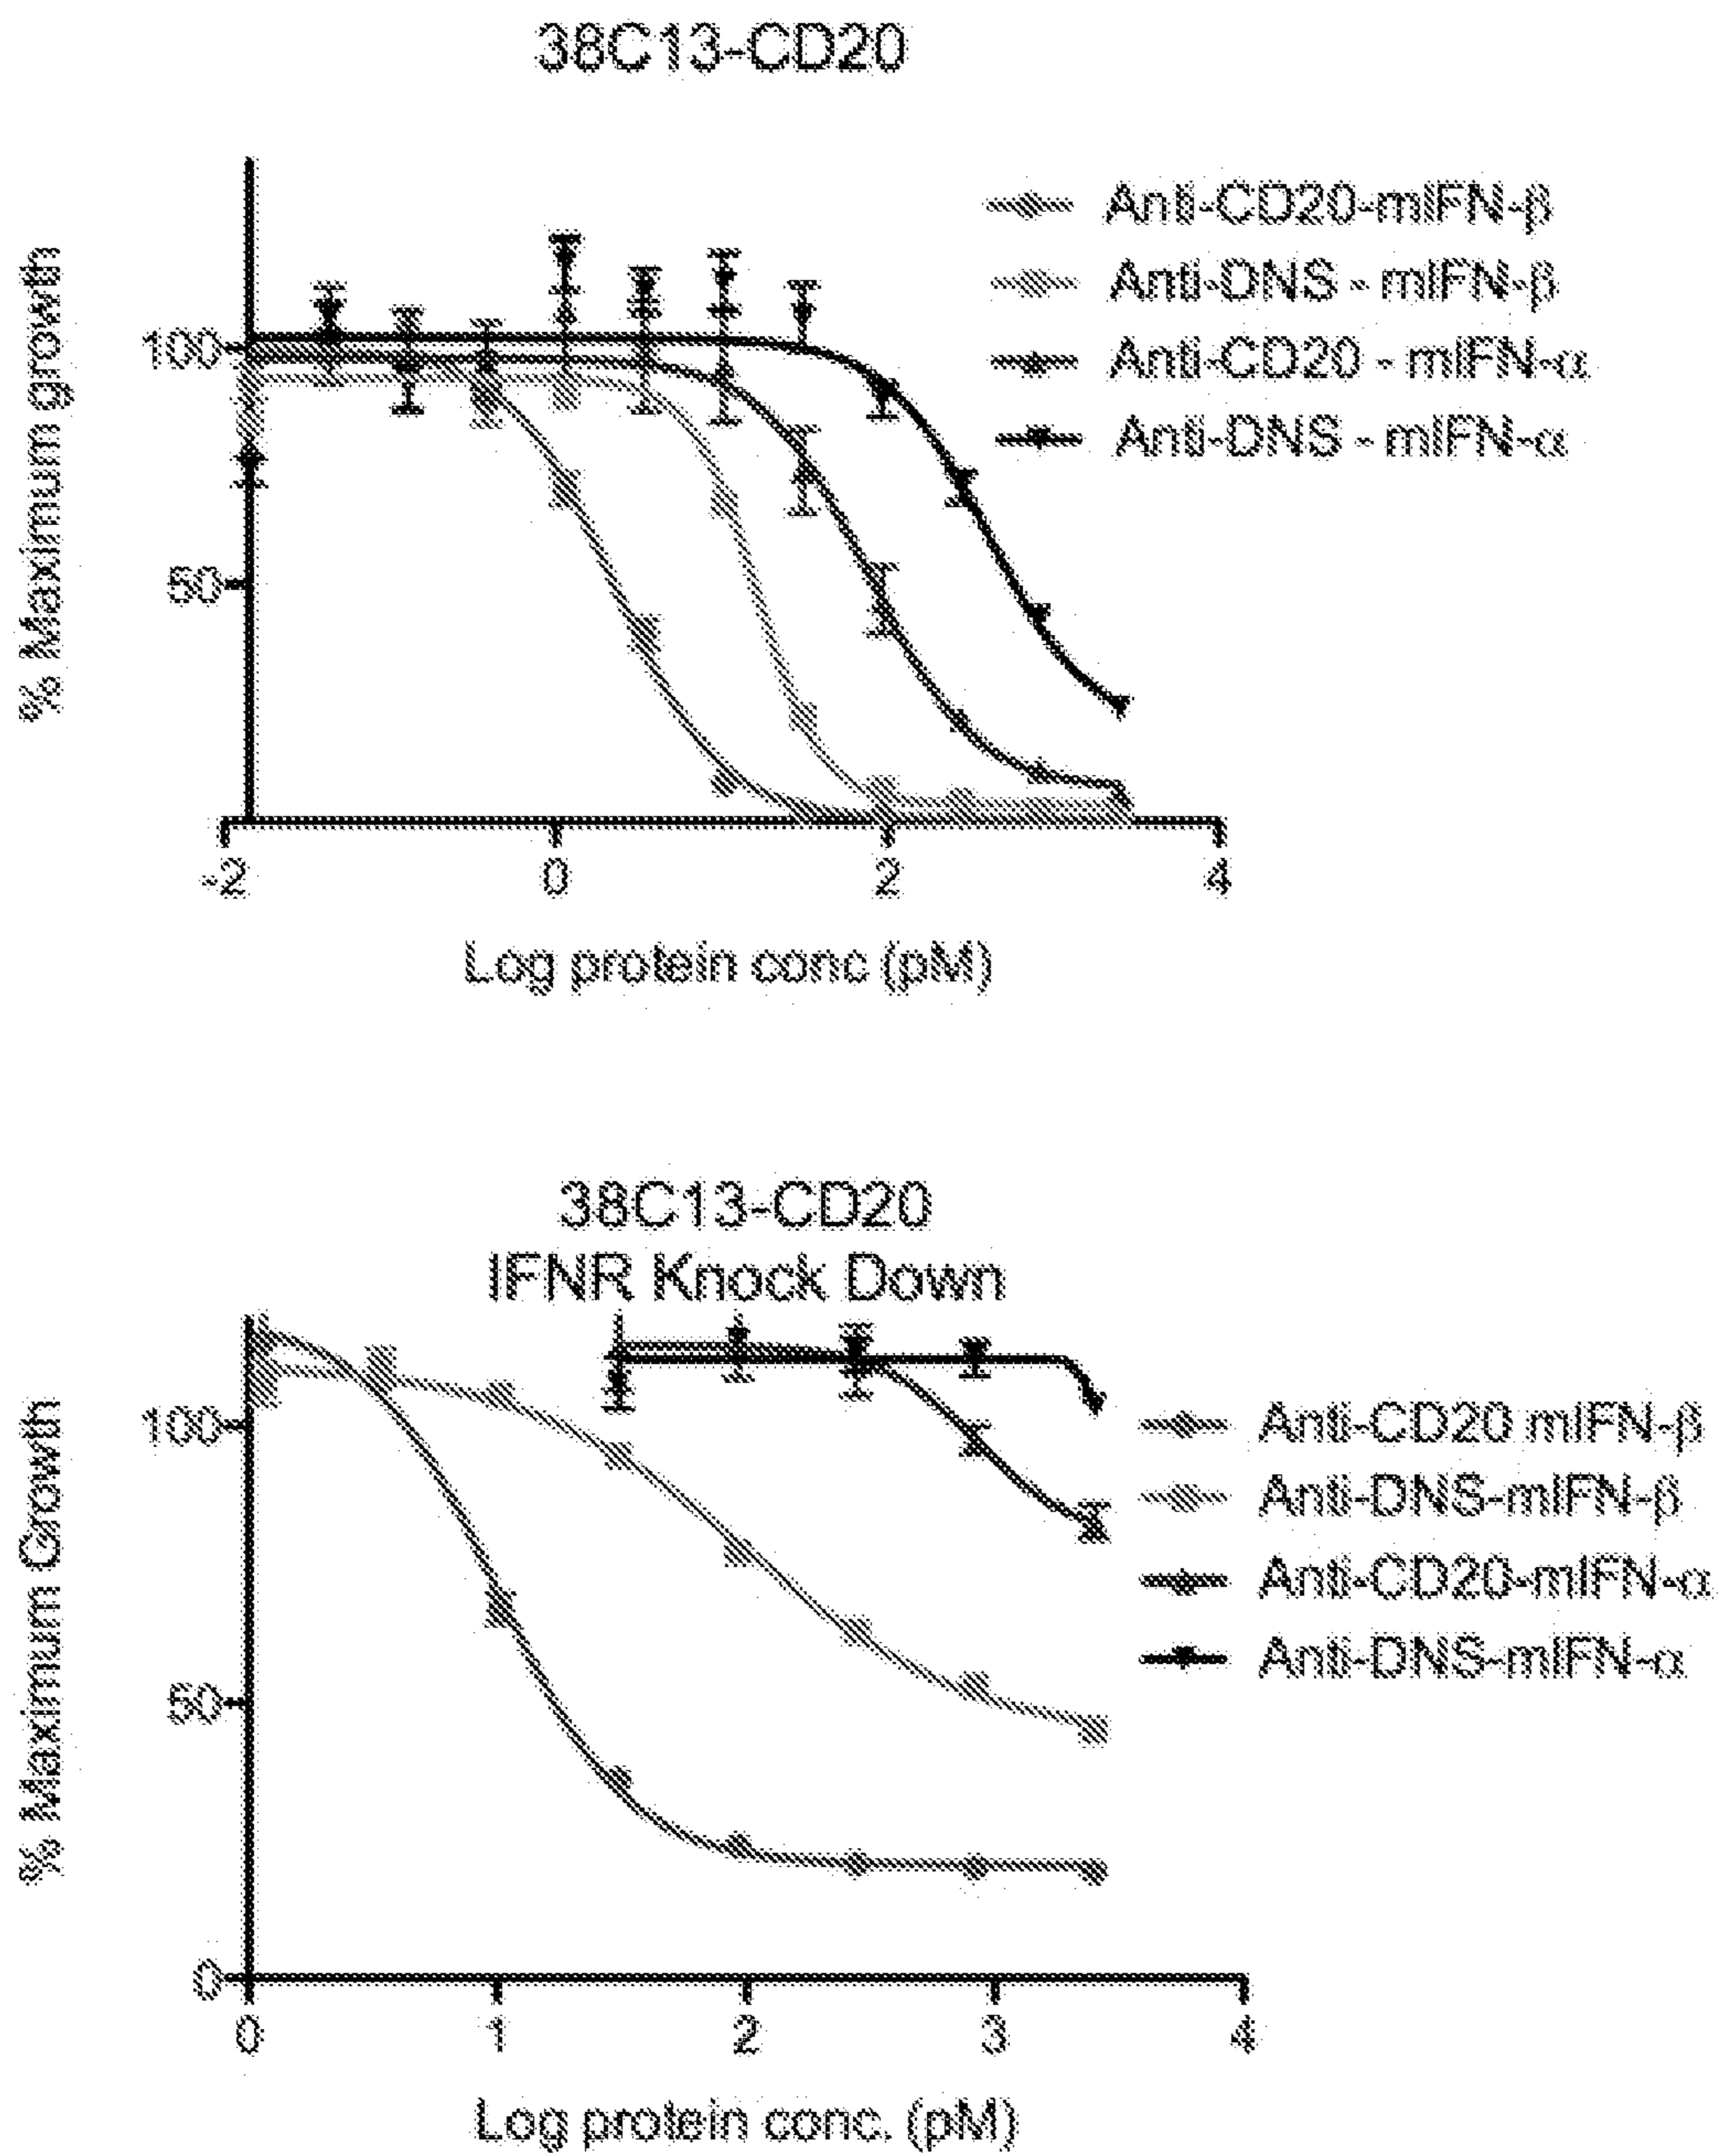 38C13-CD20
% Maximum growth
100
50
Anti-CD20-mIFN-β
Anti-DNS - mIFN-β
Anti-CD20 - mIFN-α
Anti-DNS - mIFN-α
-2 0 2 4
Log protein conc (pM)
38C13-CD20
IFNR Knock Down
% Maximum Growth
100
50
0
Anti-CD20 mIFN-β
Anti-DNS-mIFN-β
Anti-CD20-mIFN-α
Anti-DNS-mIFN-α
0 1 2 3 4
Log protein conc. (pM)